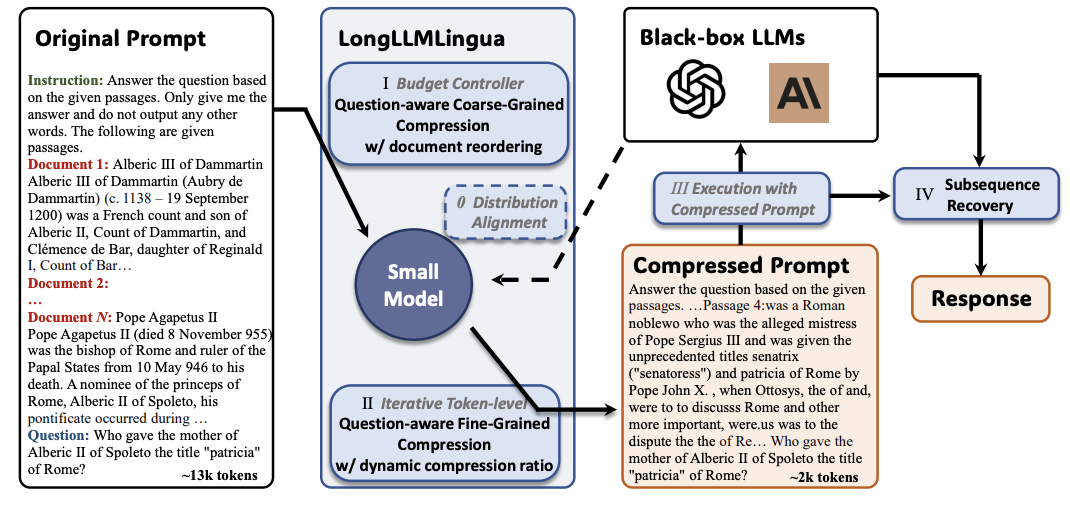 Original Prompt
Instruction: Answer the question based
on the given passages. Only give me the
answer and do not output any other
words. The following are given
passages.
Document 1: Alberic III of Dammartin
Alberic III of Dammartin (Aubry de
Dammartin) (c. 1138 – 19 September
1200) was a French count and son of
Alberic II, Count of Dammartin, and
Clémence de Bar, daughter of Reginald
I, Count of Bar…
Document 2:
…
Document N: Pope Agapetus II
Pope Agapetus II (died 8 November 955)
was the bishop of Rome and ruler of the
Papal States from 10 May 946 to his
death. A nominee of the princeps of
Rome, Alberic II of Spoleto, his
pontificate occurred during …
Question: Who gave the mother of
Alberic II of Spoleto the title "patricia"
of Rome?
~13k tokens
LongLLMLingua
I Budget Controller
Question-aware Coarse-Grained
Compression
w/ document reordering
0 Distribution
Alignment
Small
Model
II Iterative Token-level
Question-aware Fine-Grained
Compression
w/ dynamic compression ratio
Black-box LLMs
A\
III Execution with
Compressed Prompt
Compressed Prompt
Answer the question based on the given
passages. …Passage 4:was a Roman
noblewo who was the alleged mistress
of Pope Sergius III and was given the
unprecedented titles senatrix
("senatoress") and patricia of Rome by
Pope John X. , when Ottosys, the of and,
were to to discusss Rome and other
more important, were.us was to the
dispute the the of Re… Who gave the
mother of Alberic II of Spoleto the title
"patricia" of Rome?
~2k tokens
IV Subsequence
Recovery
Response